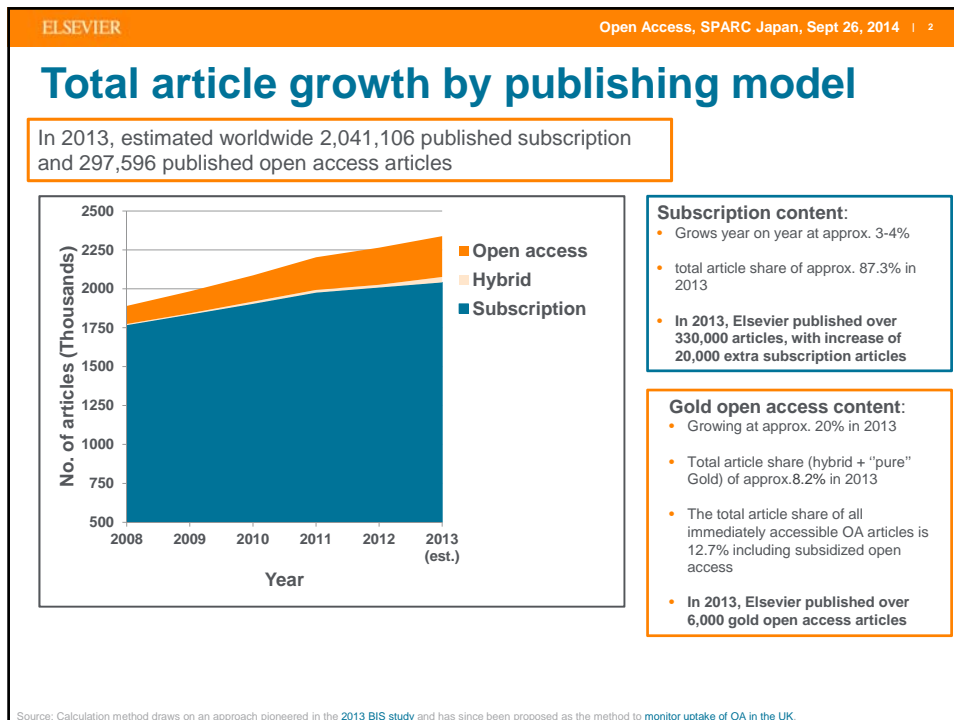 ELSEVIER
Open Access, SPARC Japan, Sept 26, 2014 | 2
Total article growth by publishing model
In 2013, estimated worldwide 2,041,106 published subscription
and 297,596 published open access articles
No. of articles (Thousands)
2500
2250
2000
1750
1500
1250
1000
750
500
2008 2009 2010 2011 2012 2013
(est.)
Year
Open access
Hybrid
Subscription
Subscription content:
• Grows year on year at approx. 3-4%
• total article share of approx. 87.3% in
2013
• In 2013, Elsevier published over
330,000 articles, with increase of
20,000 extra subscription articles
Gold open access content:
• Growing at approx. 20% in 2013
• Total article share (hybrid + "pure"
Gold) of approx.8.2% in 2013
• The total article share of all
immediately accessible OA articles is
12.7% including subsidized open
access
• In 2013, Elsevier published over
6,000 gold open access articles
Source: Calculation method draws on an approach pioneered in the 2013 BIS study and has since been proposed as the method to monitor uptake of OA in the UK.